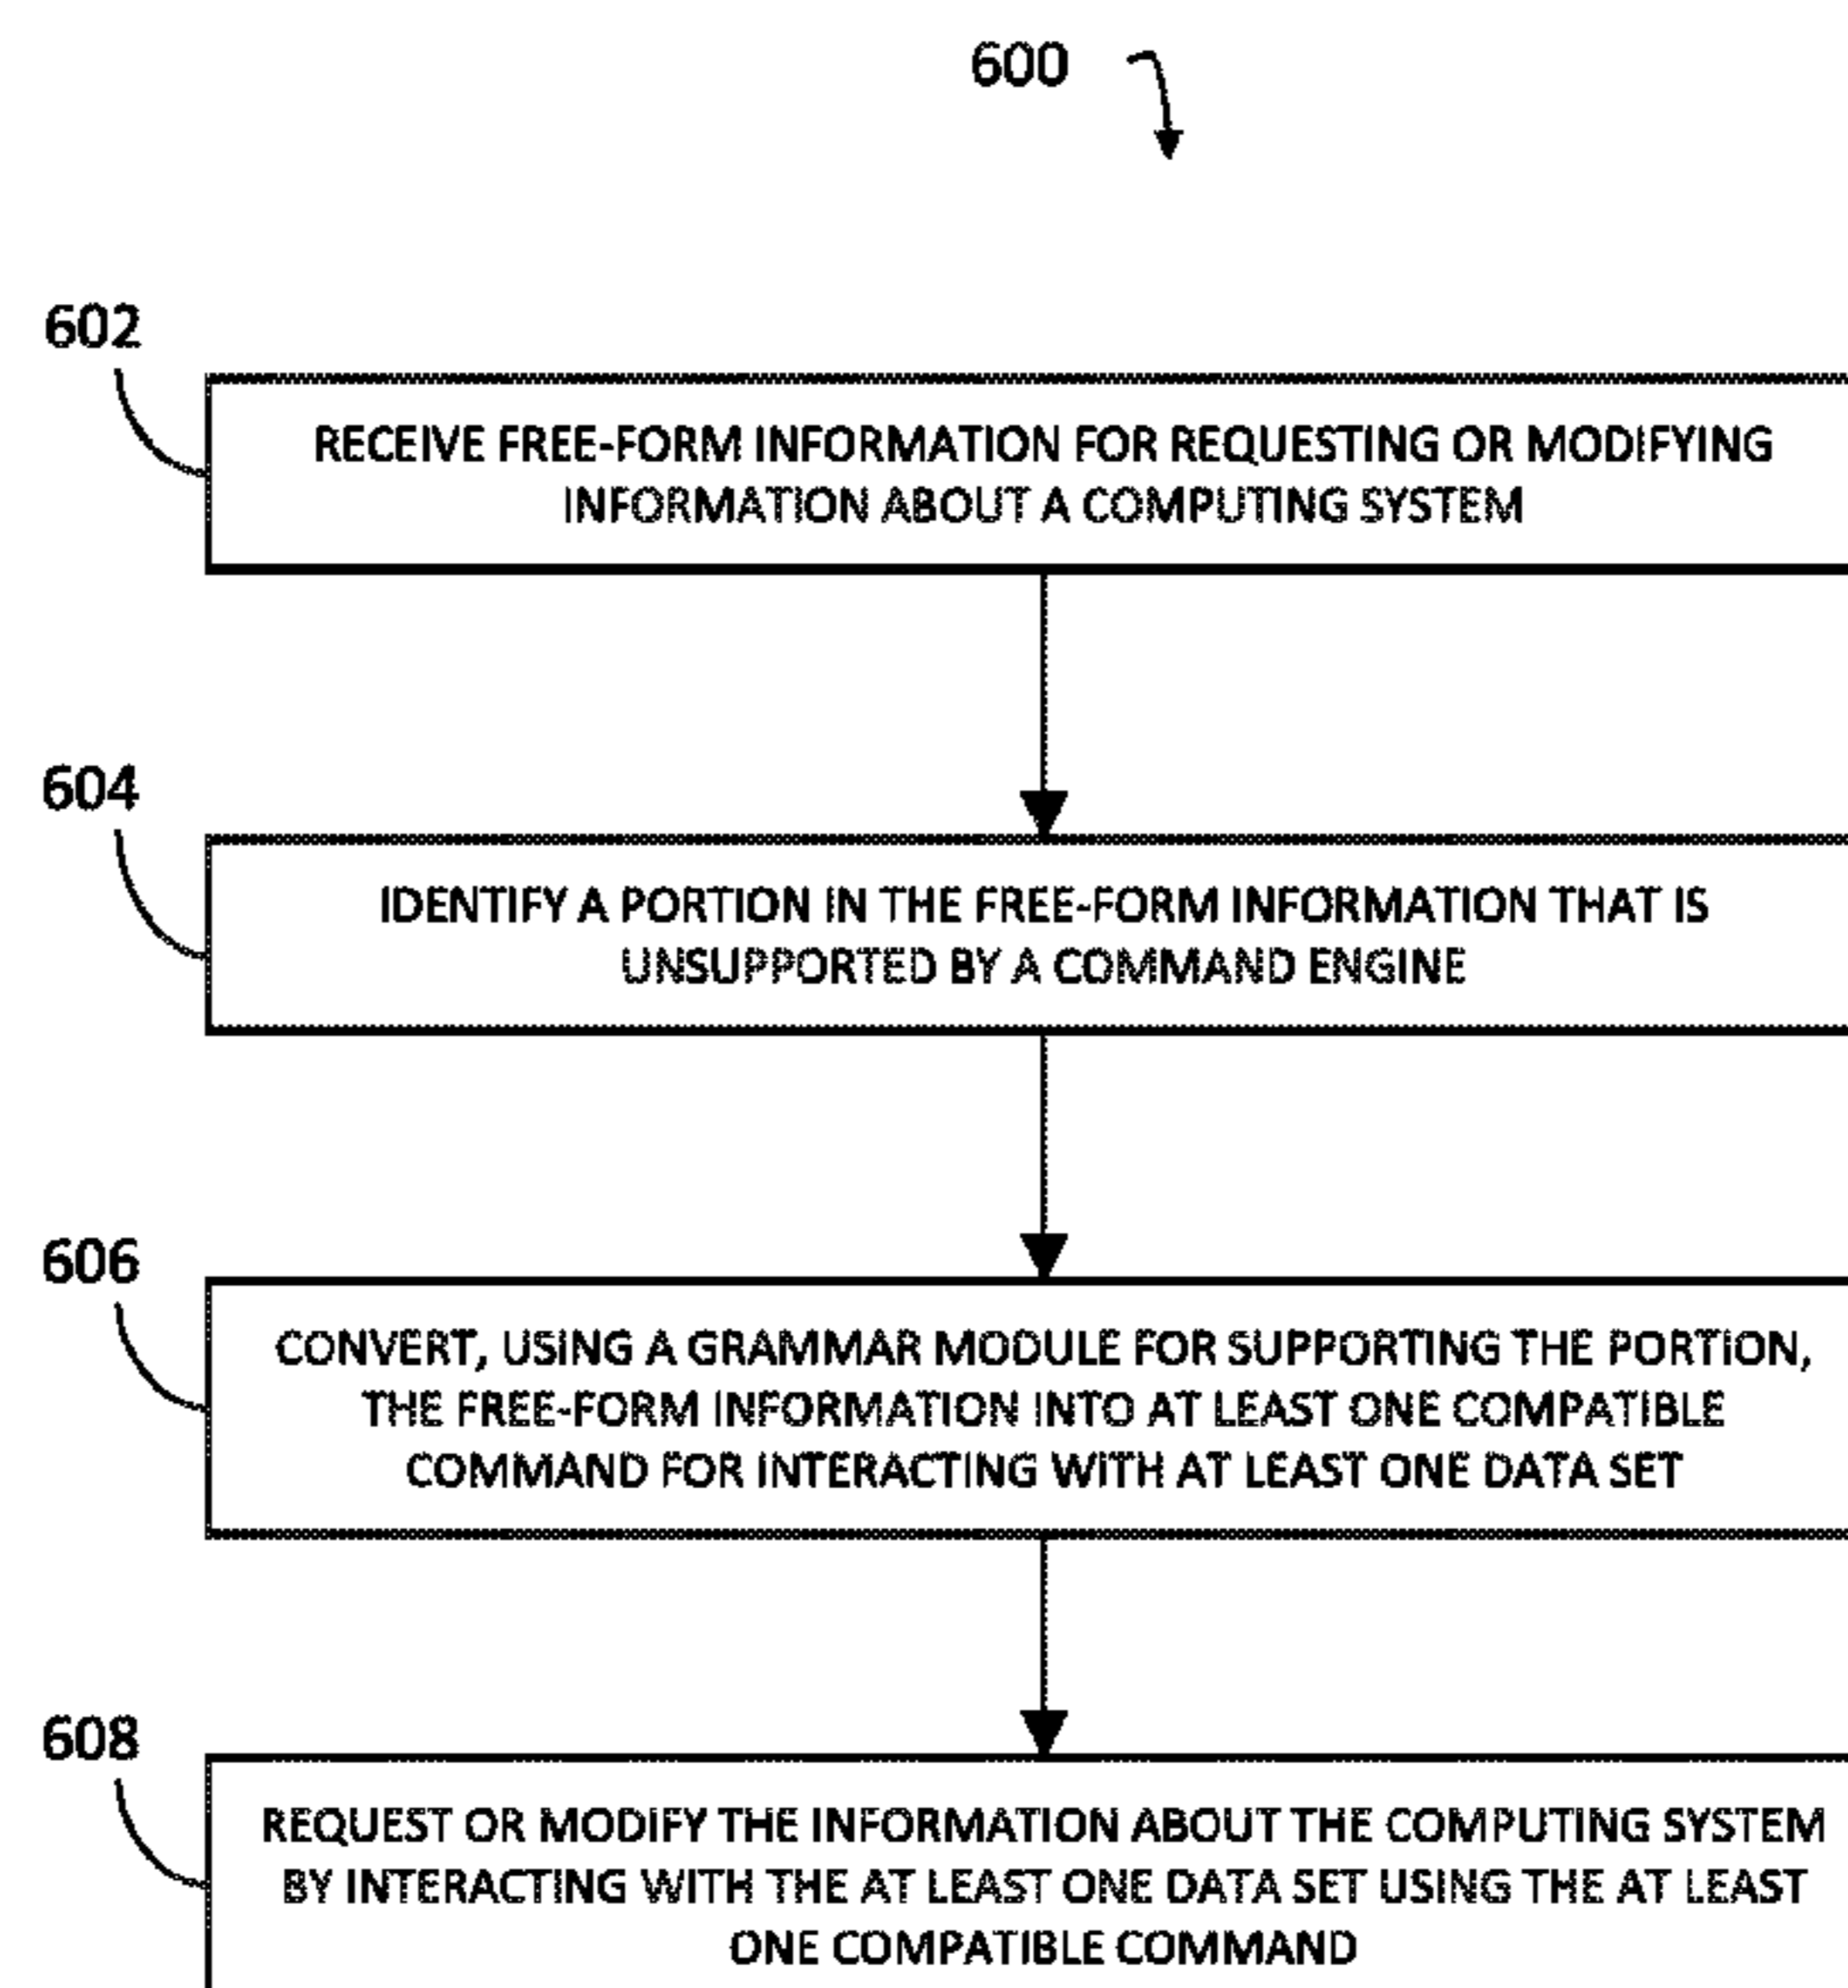 600
602
RECEIVE FREE-FORM INFORMATION FOR REQUESTING OR MODIFYING
INFORMATION ABOUT A COMPUTING SYSTEM
604
IDENTIFY A PORTION IN THE FREE-FORM INFORMATION THAT IS
UNSUPPORTED BY A COMMAND ENGINE
606
CONVERT, USING A GRAMMAR MODULE FOR SUPPORTING THE PORTION,
THE FREE-FORM INFORMATION INTO AT LEAST ONE COMPATIBLE
COMMAND FOR INTERACTING WITH AT LEAST ONE DATA SET
608
REQUEST OR MODIFY THE INFORMATION ABOUT THE COMPUTING SYSTEM
BY INTERACTING WITH THE AT LEAST ONE DATA SET USING THE AT LEAST
ONE COMPATIBLE COMMAND